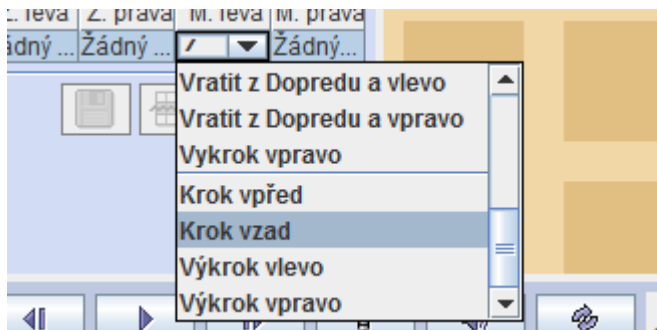 Z. levá Z. pravá M. levá M. pravá
Žádný ... Žádný...
Vratit z Dopredu a vlevo
Vratit z Dopredu a vpravo
Vykrok vpravo
Krok vpřed
Krok vzad
Výkrok vlevo
Výkrok vpravo